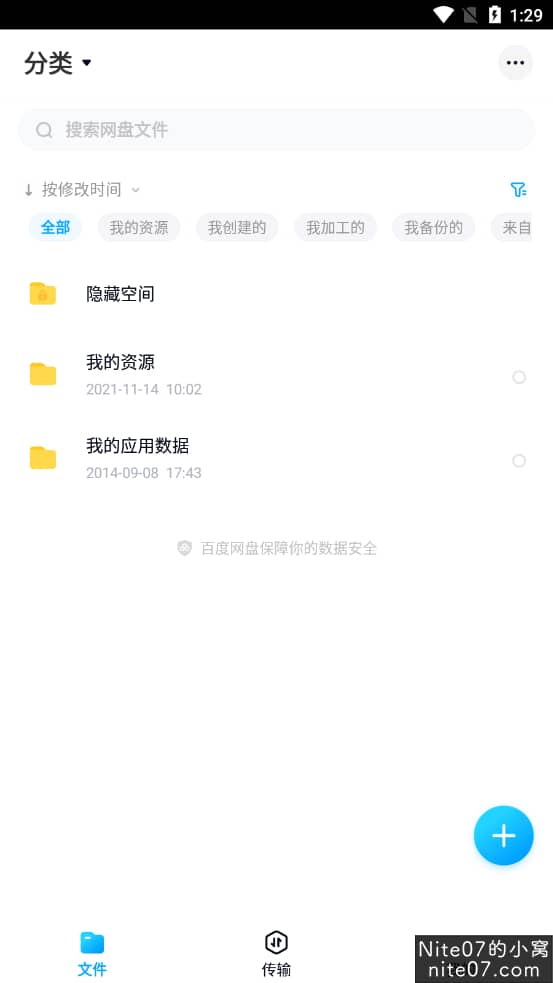 1:29
分类
搜索网盘文件
按修改时间
全部 我的资源 我创建的 我加工的 我备份的 来自
隐藏空间
我的资源
2021-11-14 10:02
我的应用数据
2014-09-08 17:43
百度网盘保障你的数据安全
文件 传输
Nite07的小窝
nite07.com